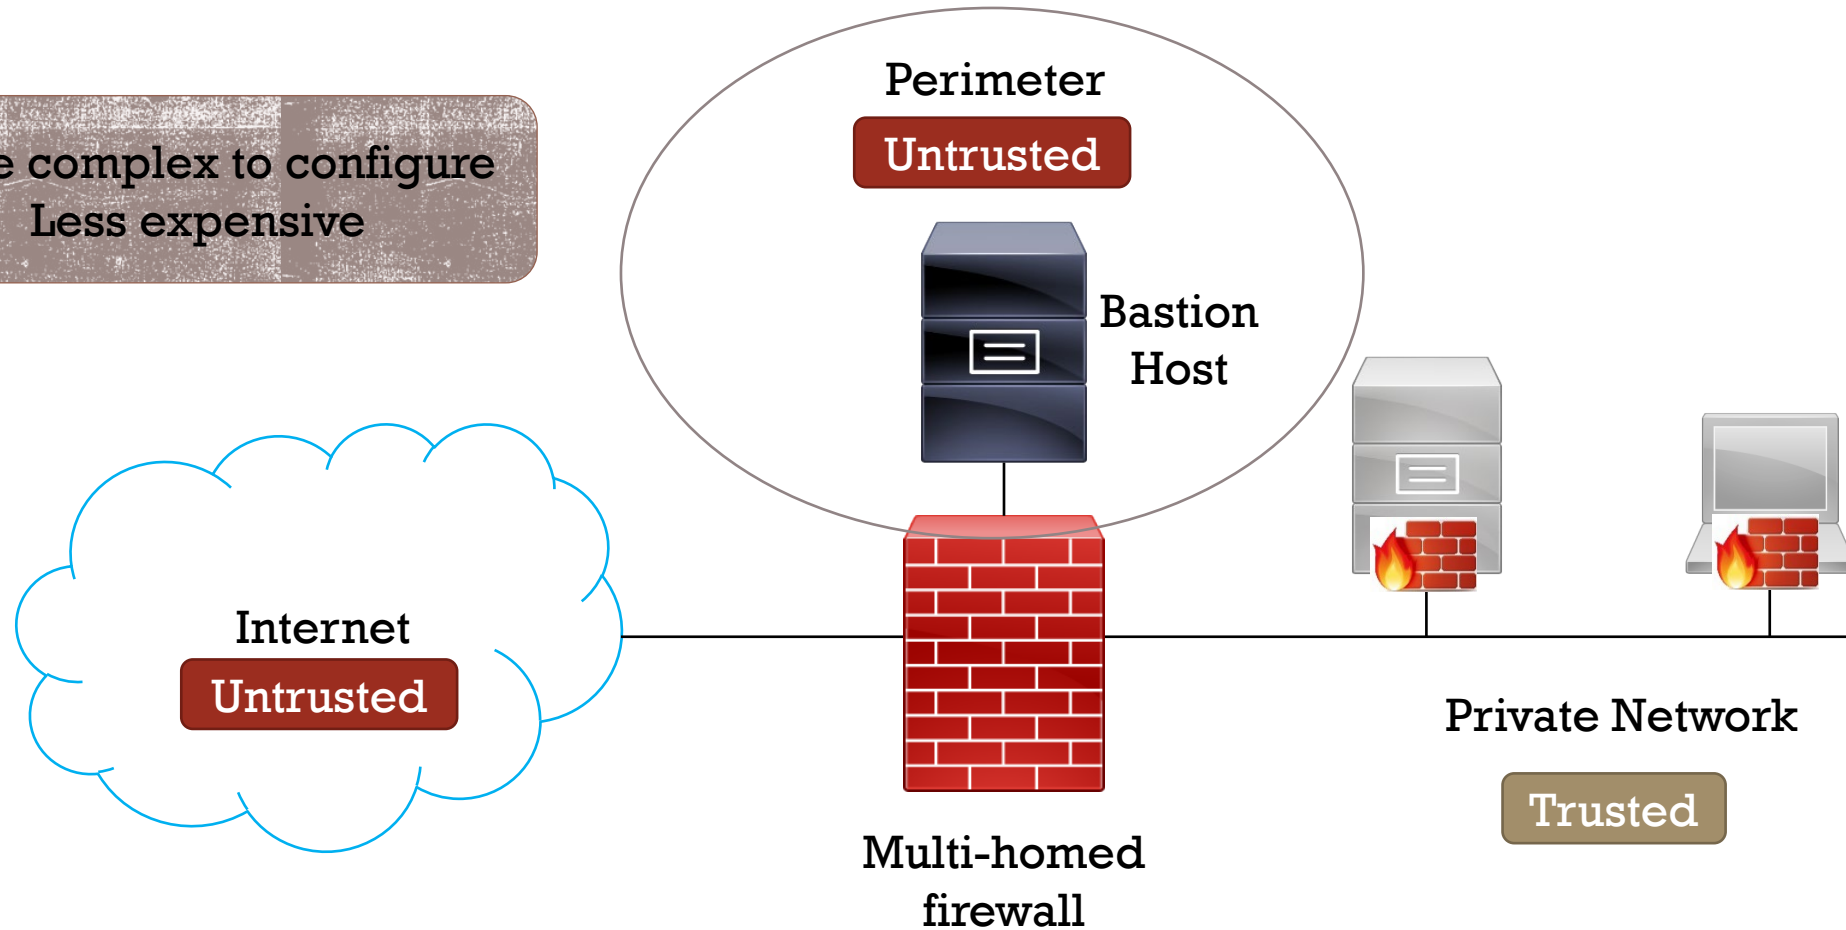 Perimeter
Untrusted
complex to configure
Less expensive
Bastion
Host
Internet
Untrusted
Private Network
Trusted
Multi-homed
firewall